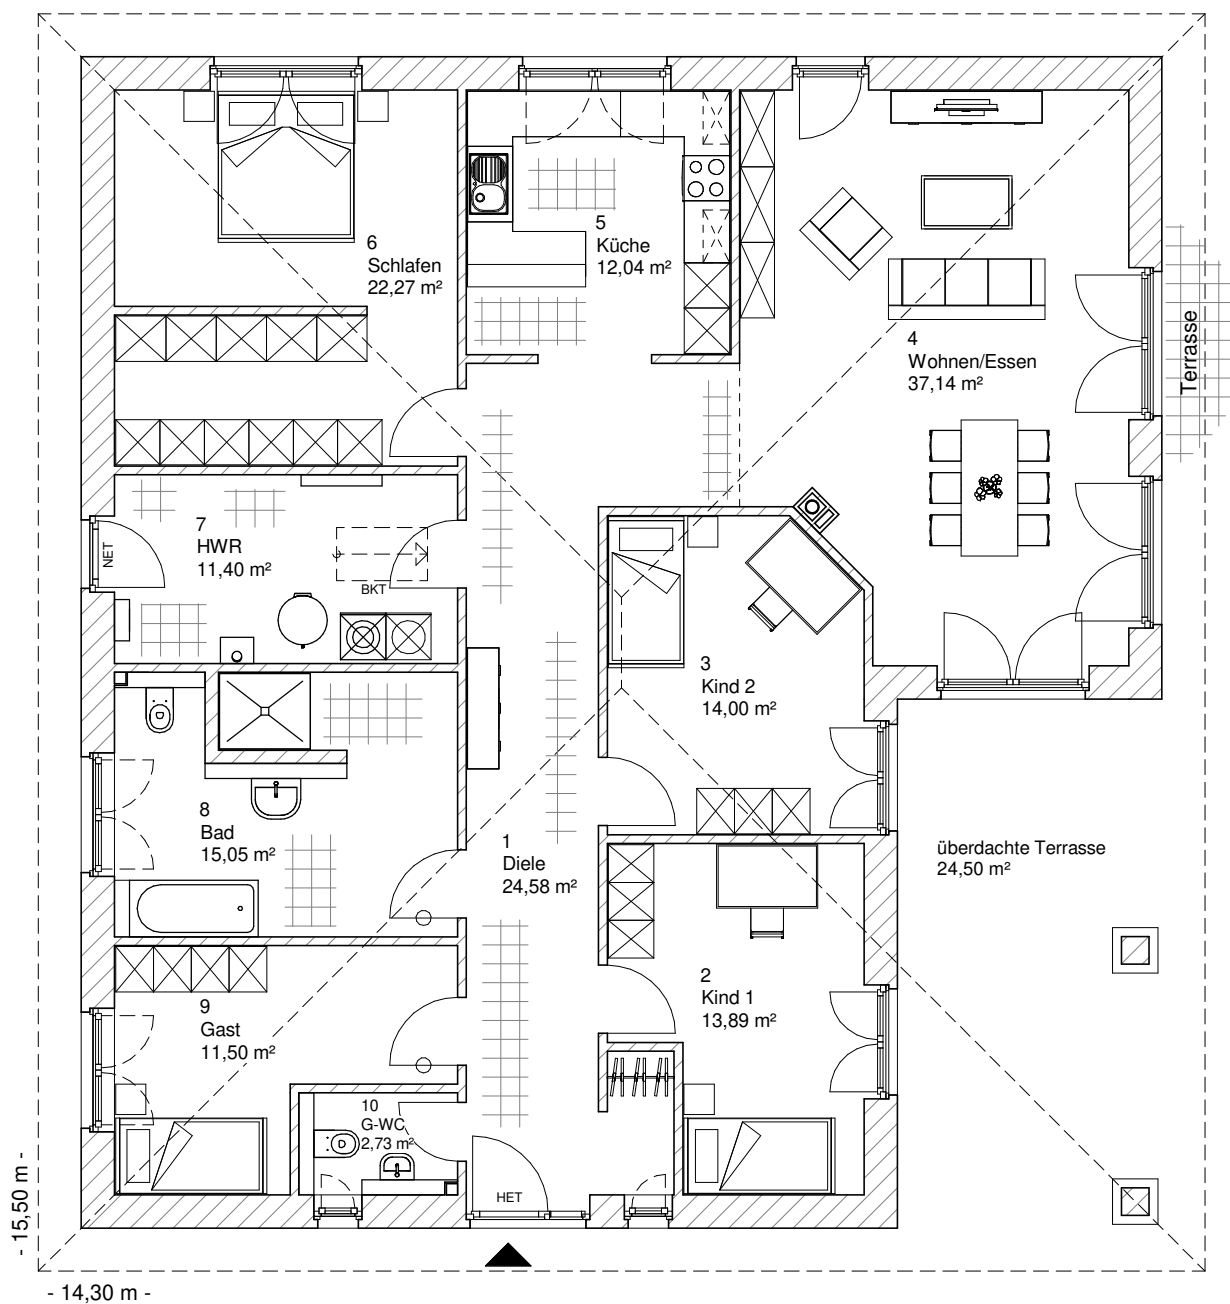 6
Schlafen
22,27 m²
5
Küche
12,04 m²
4
Wohnen/Essen
37,14 m²
Terrasse
7
HWR
11,40 m²
NET
BKT
3
Kind 2
14,00 m²
8
Bad
15,05 m²
1
Diele
24,58 m²
überdachte Terrasse
24,50 m²
2
Kind 1
13,89 m²
9
Gast
11,50 m²
10
G-WC
2,73 m²
HET
- 15,50 m -
- 14,30 m -